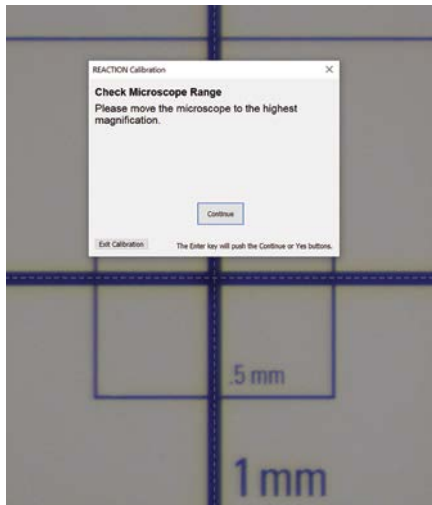 REACTION Calibration
Check Microscope Range
Please move the microscope to the highest
magnification.
Continue
Exit Calibration
The Enter key will push the Continue or Yes buttons.
.5 mm
1 mm